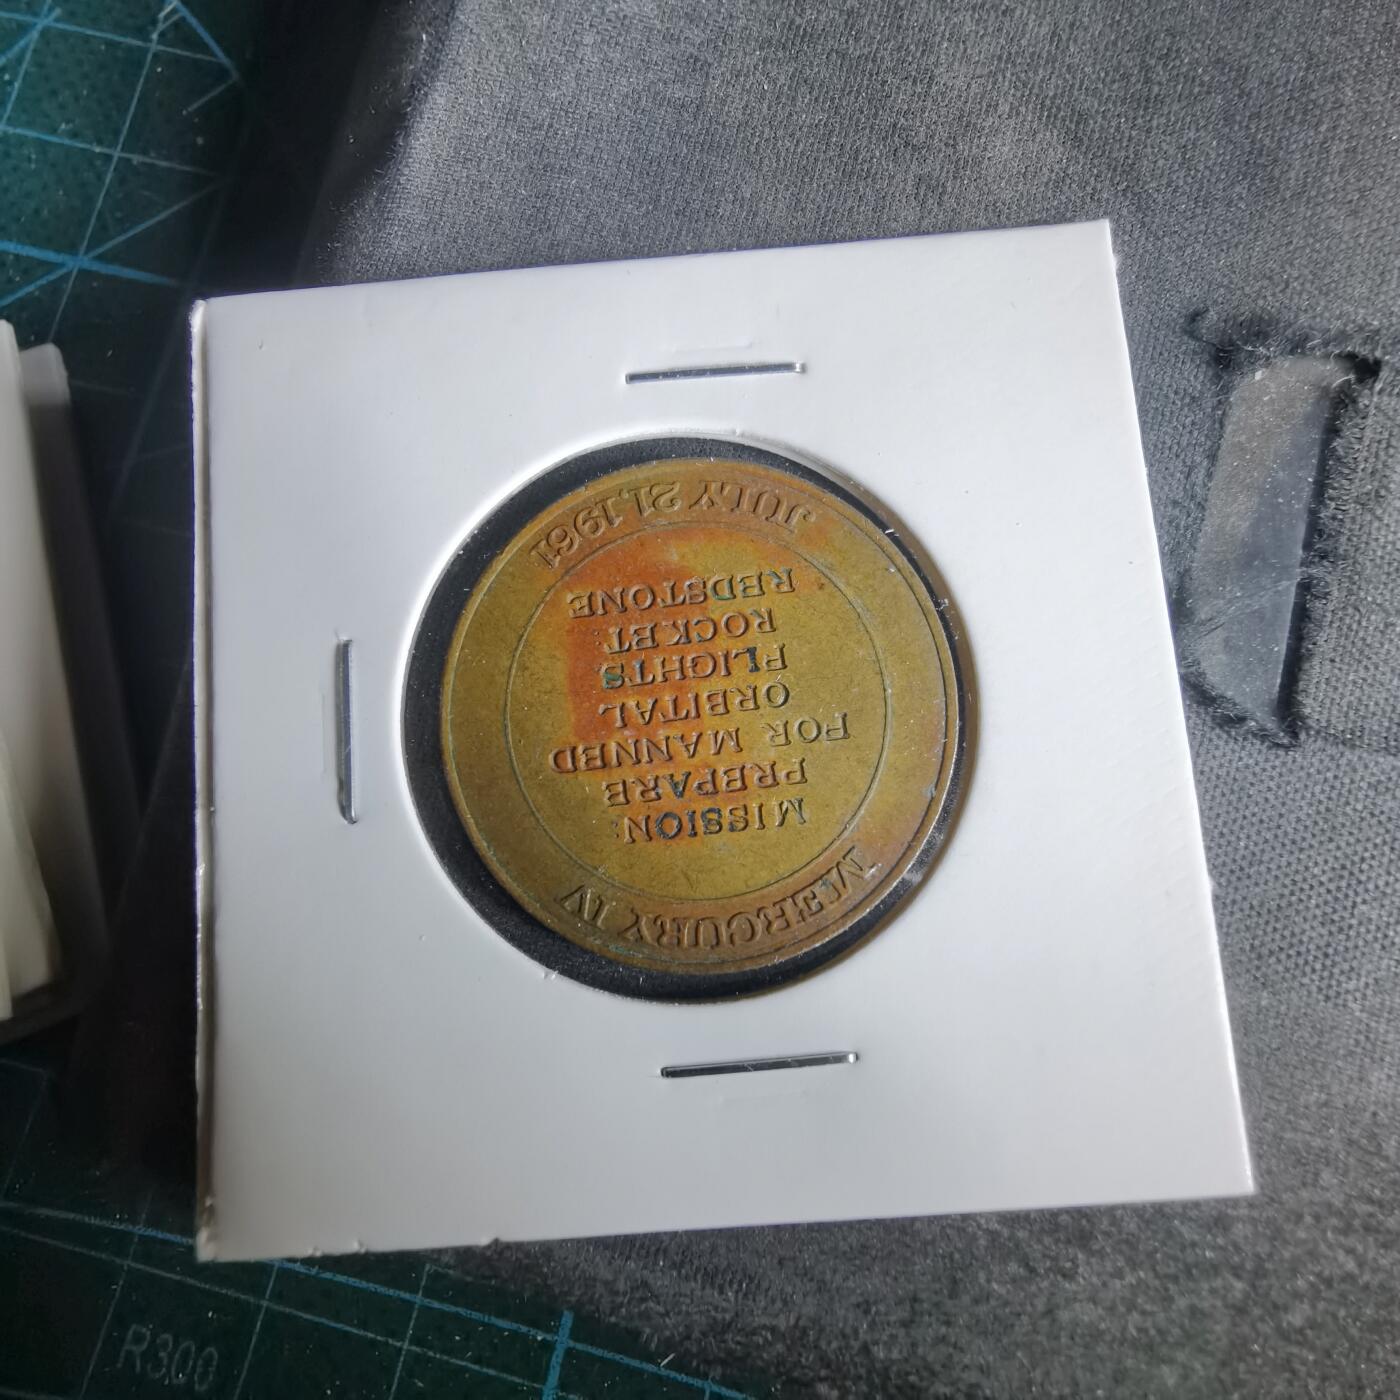 MERCURY IV
MISSION:
PREPARE
FOR MANNED
ORBITAL
FLIGHTS
ROCKET:
REDSTONE
JULY 21, 1961
R300